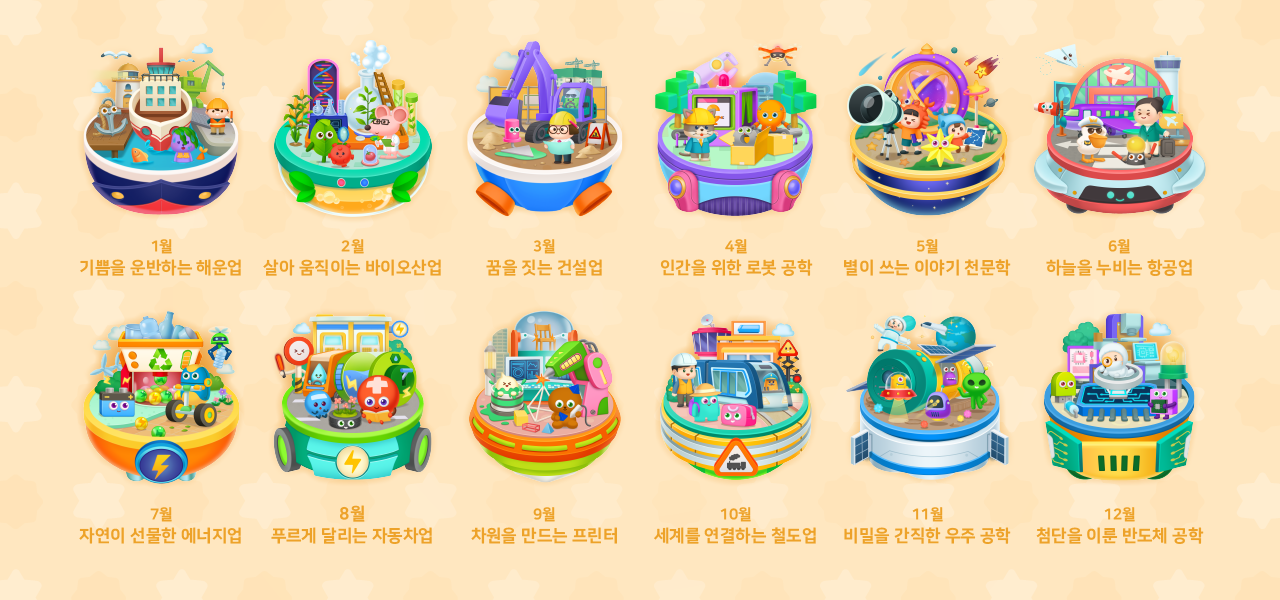 1월
기쁨을 운반하는 해운업
2월
살아 움직이는 바이오산업
3월
꿈을 짓는 건설업
4월
인간을 위한 로봇 공학
5월
별이 쓰는 이야기 천문학
6월
하늘을 누비는 항공업
7월
자연이 선물한 에너지업
8월
푸르게 달리는 자동차업
9월
차원을 만드는 프린터
10월
세계를 연결하는 철도업
11월
비밀을 간직한 우주 공학
12월
첨단을 이룬 반도체 공학